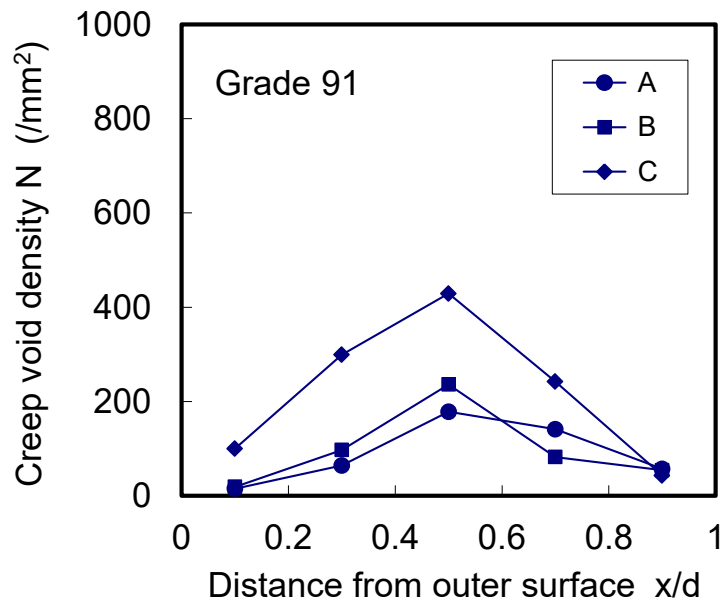 Creep void density N (/mm²)
1000
800
600
400
200
0
Grade 91
A
B
C
0 0.2 0.4 0.6 0.8 1
Distance from outer surface x/d